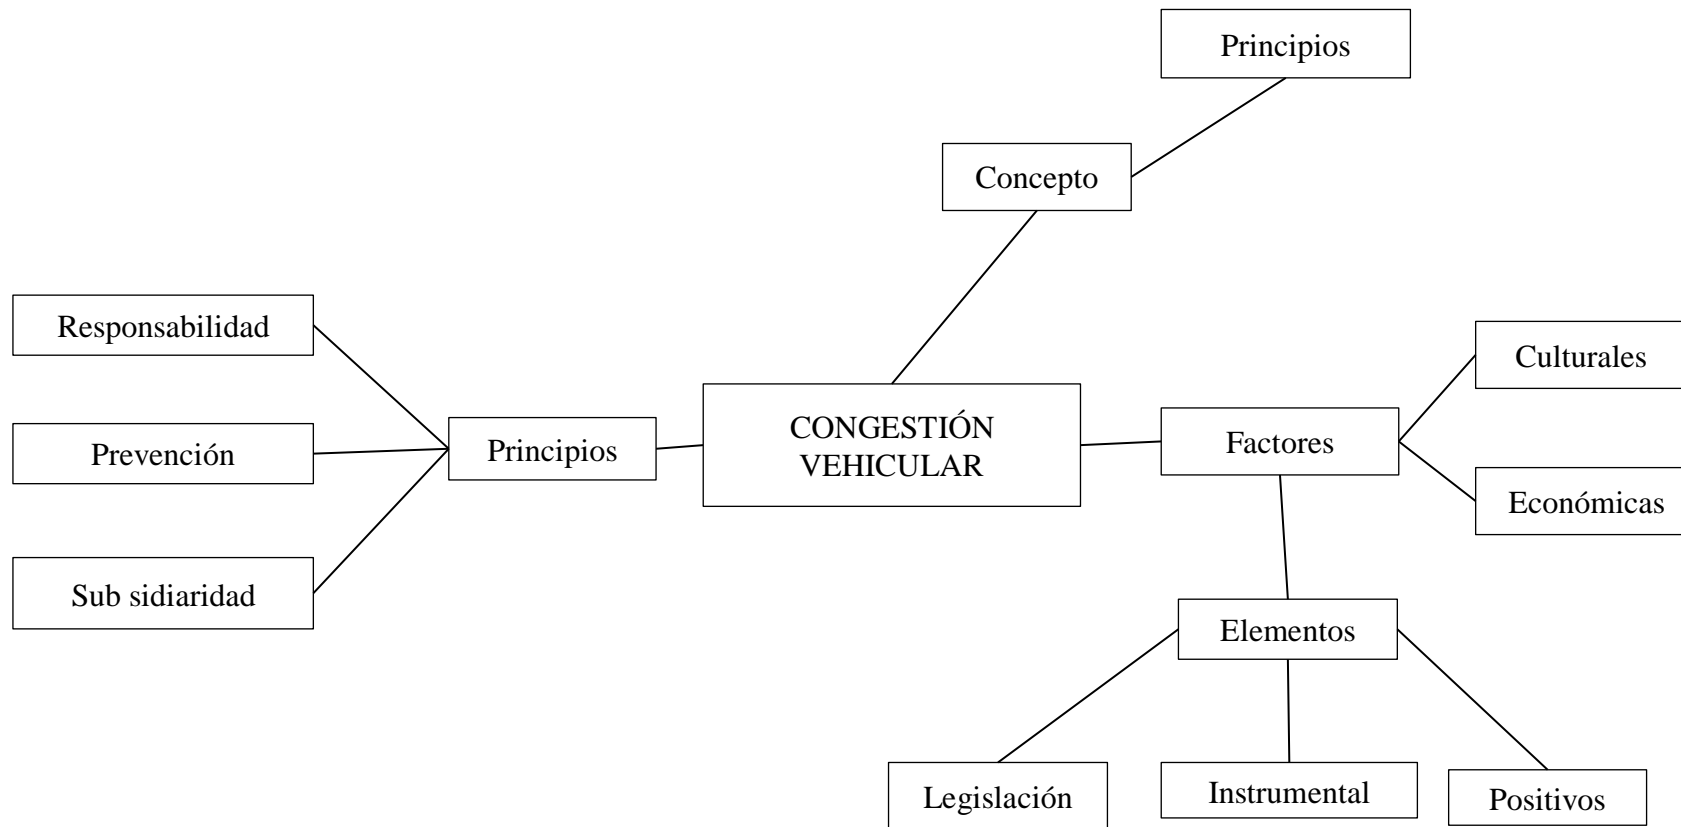 Principios
Concepto
Responsabilidad
Culturales
Prevención
Principios
CONGESTIÓN
VEHICULAR
Factores
Económicas
Sub sidiaridad
Elementos
Legislación
Instrumental
Positivos